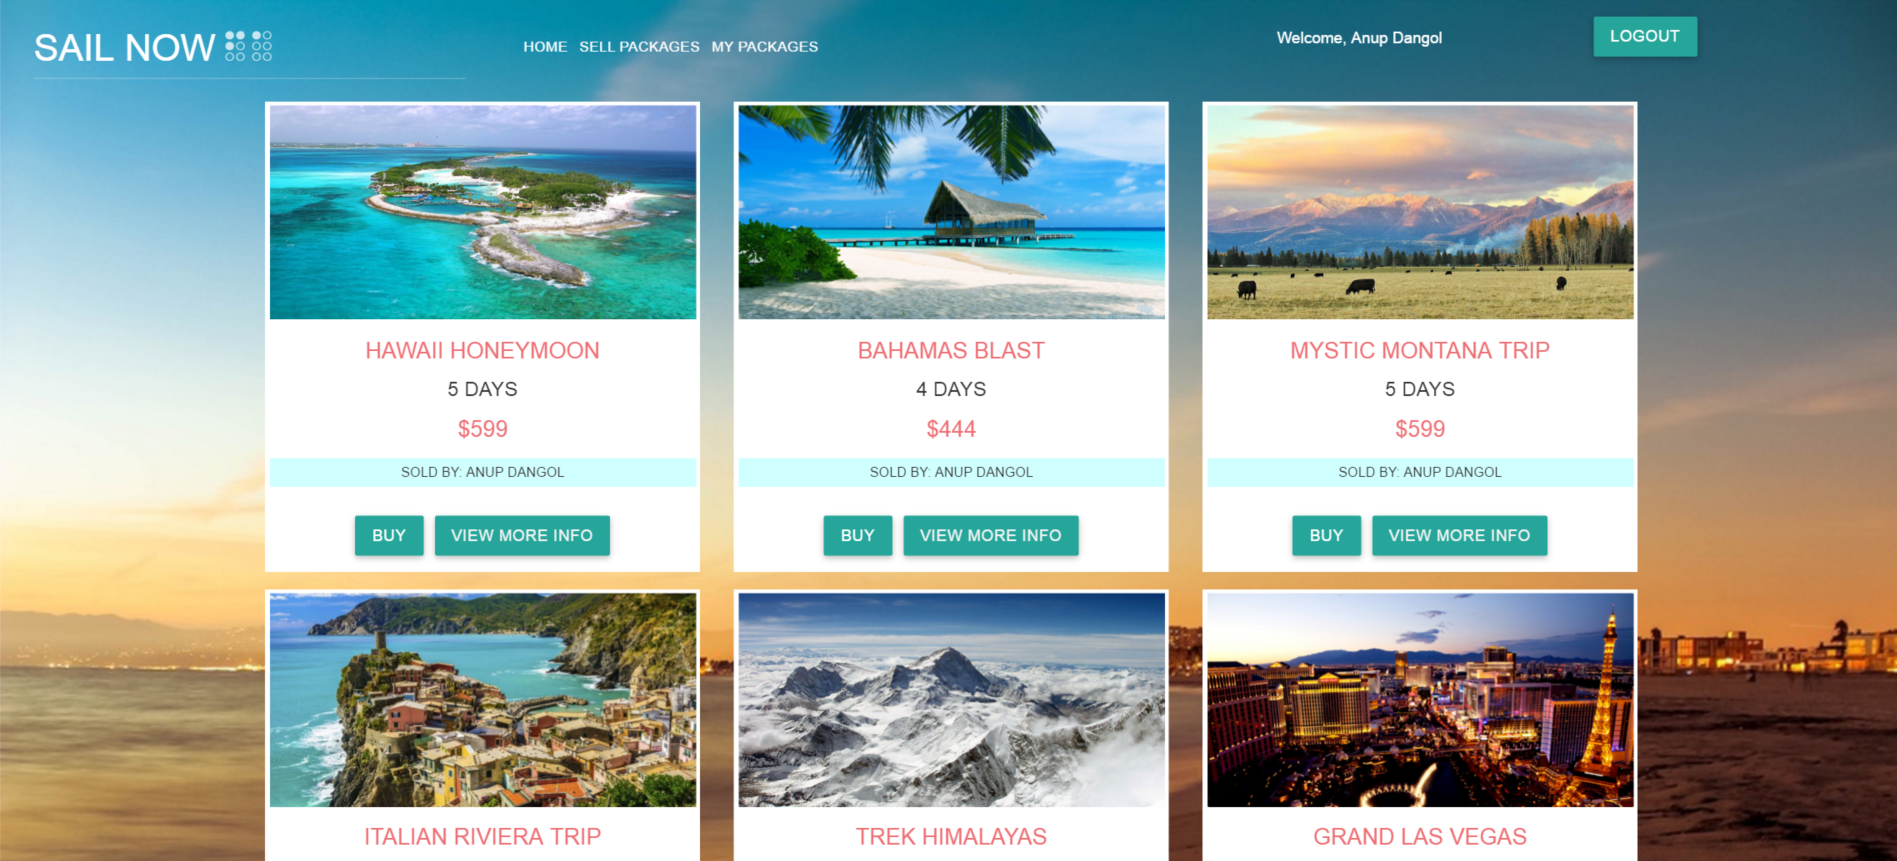 SAIL NOW
HOME SELL PACKAGES MY PACKAGES
Welcome, Anup Dangol
LOGOUT
HAWAII HONEYMOON
5 DAYS
$599
SOLD BY: ANUP DANGOL
BUY VIEW MORE INFO
BAHAMAS BLAST
4 DAYS
$444
SOLD BY: ANUP DANGOL
BUY VIEW MORE INFO
MYSTIC MONTANA TRIP
5 DAYS
$599
SOLD BY: ANUP DANGOL
BUY VIEW MORE INFO
ITALIAN RIVIERA TRIP
TREK HIMALAYAS
GRAND LAS VEGAS